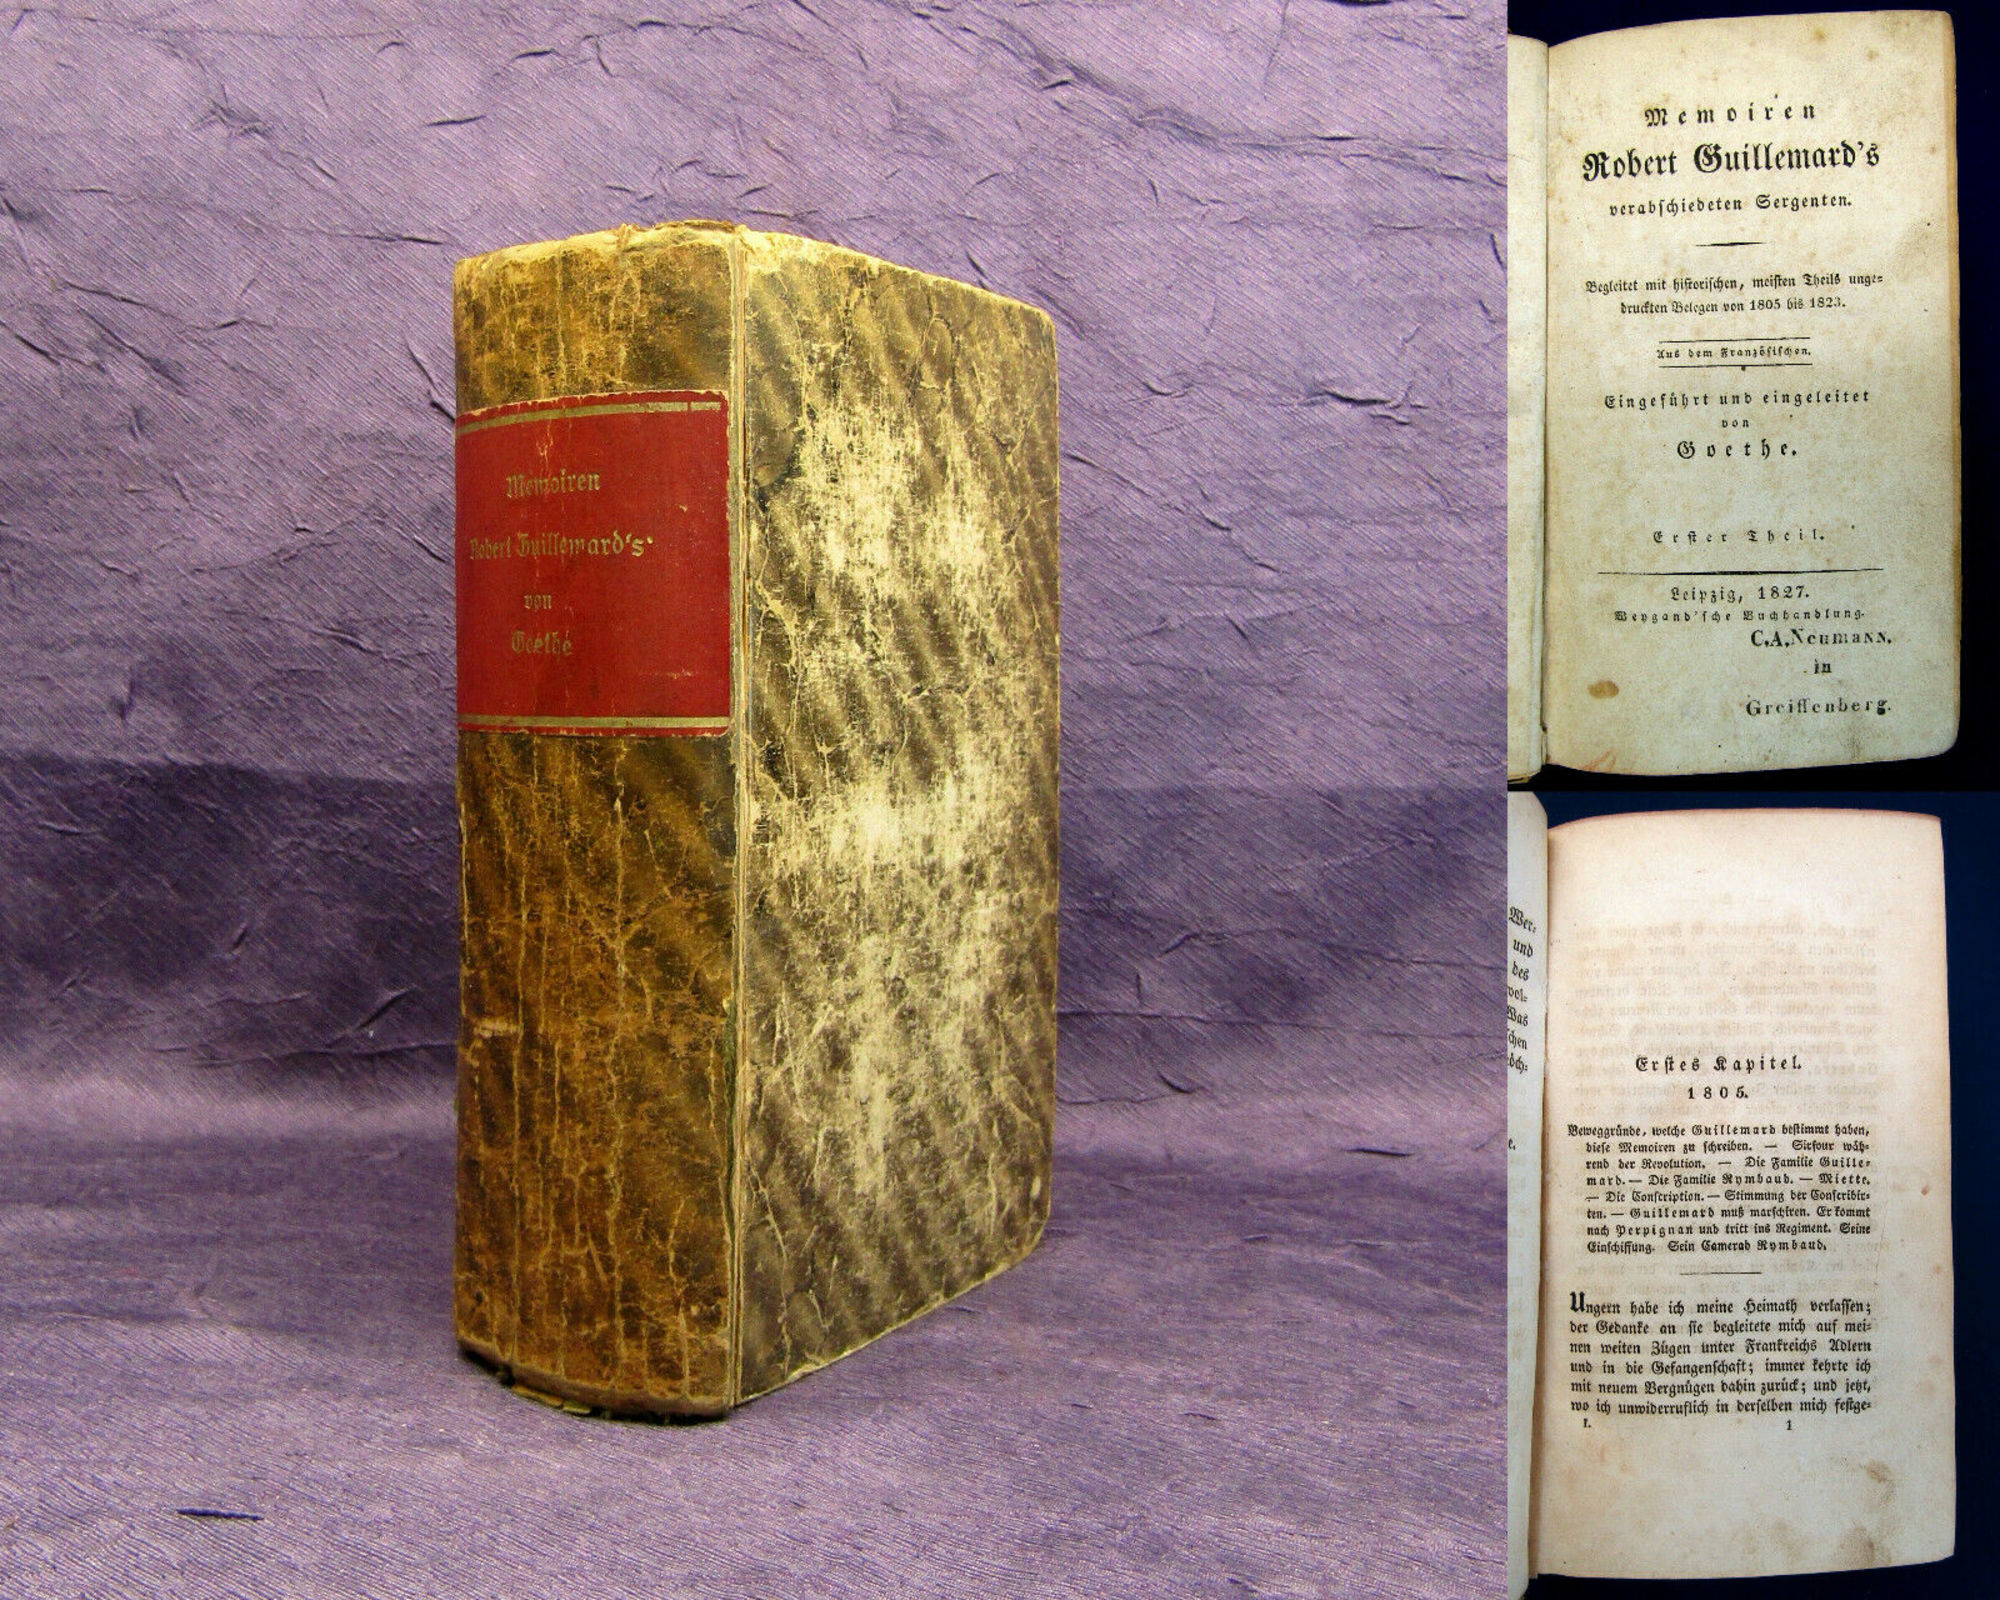 Memoiren
Robert Guillemard's
von
Goethe
Memoiren
Robert Guillemard's
verabschiedeten Sergenten.
Begleitet mit historischen, meisten Theils unge-
druckten Belegen von 1805 bis 1823.
Aus dem Französischen.
Eingeführt und eingeleitet
von
Goethe.
Erster Theil.
Leipzig, 1827.
Weygand'sche Buchhandlung.
C.A.Neumann.
in
Greiffenberg.
Wer-
und
des
vol-
Was
schen
Erstes Kapitel.
1805.
Beweggründe, welche Guillemard bestimmt haben,
diese Memoiren zu schreiben. — Sixfour wäh-
rend der Revolution. — Die Familie Guille-
mard. — Die Familie Rymbaud. — Miette.
— Die Conscription. — Stimmung der Conscribir-
ten. — Guillemard muß marschiren. Er kommt
nach Perpignan und tritt ins Regiment. Seine
Einschiffung. Sein Camerad Rymbaud.
Ungern habe ich meine Heimath verlassen;
der Gedanke an sie begleitete mich auf mei-
nen weiten Zügen unter Frankreichs Adlern
und in die Gefangenschaft; immer kehrte ich
mit neuem Vergnügen dahin zurück; und jetzt,
wo ich unwiderruflich in derselben mich festge-
I. 1